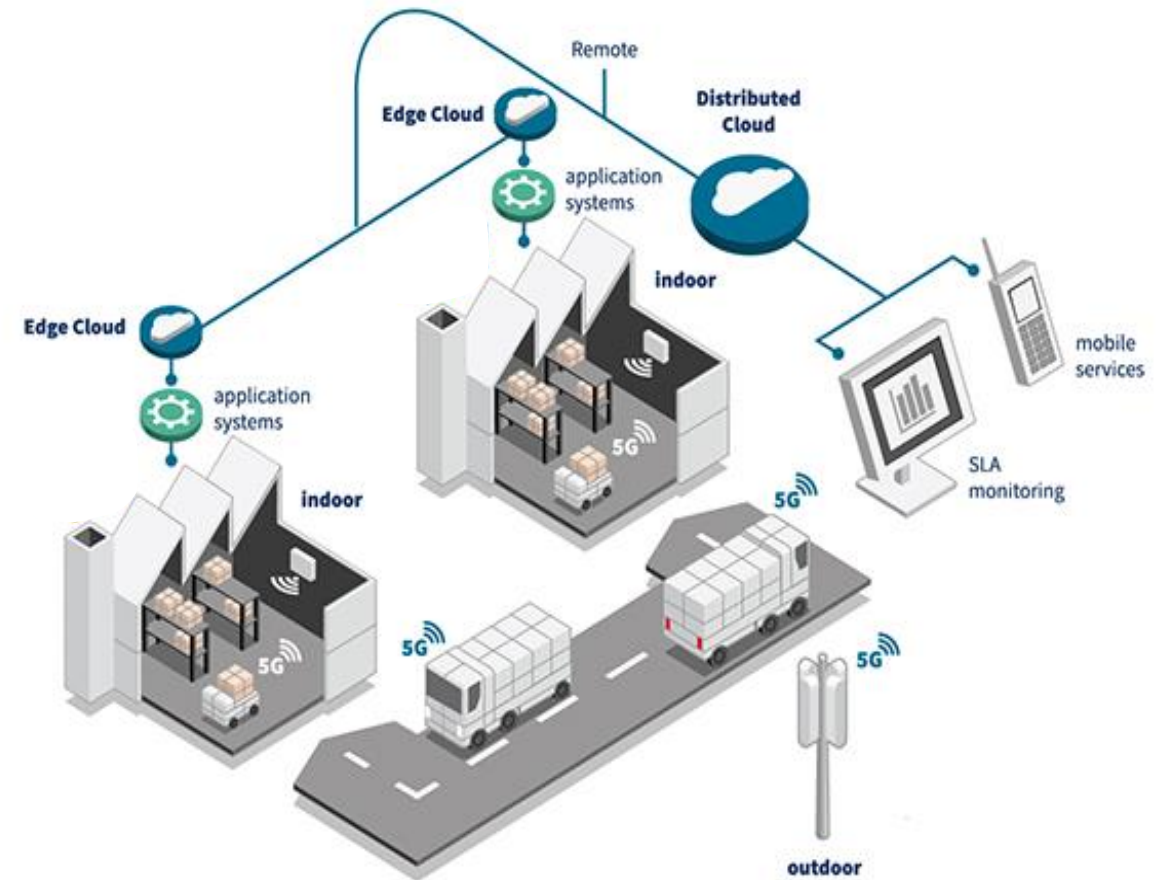 Remote
Edge Cloud
Distributed
Cloud
application
systems
indoor
Edge Cloud
mobile
services
application
systems
5G
SLA
monitoring
indoor
5G
5G
5G
5G
outdoor